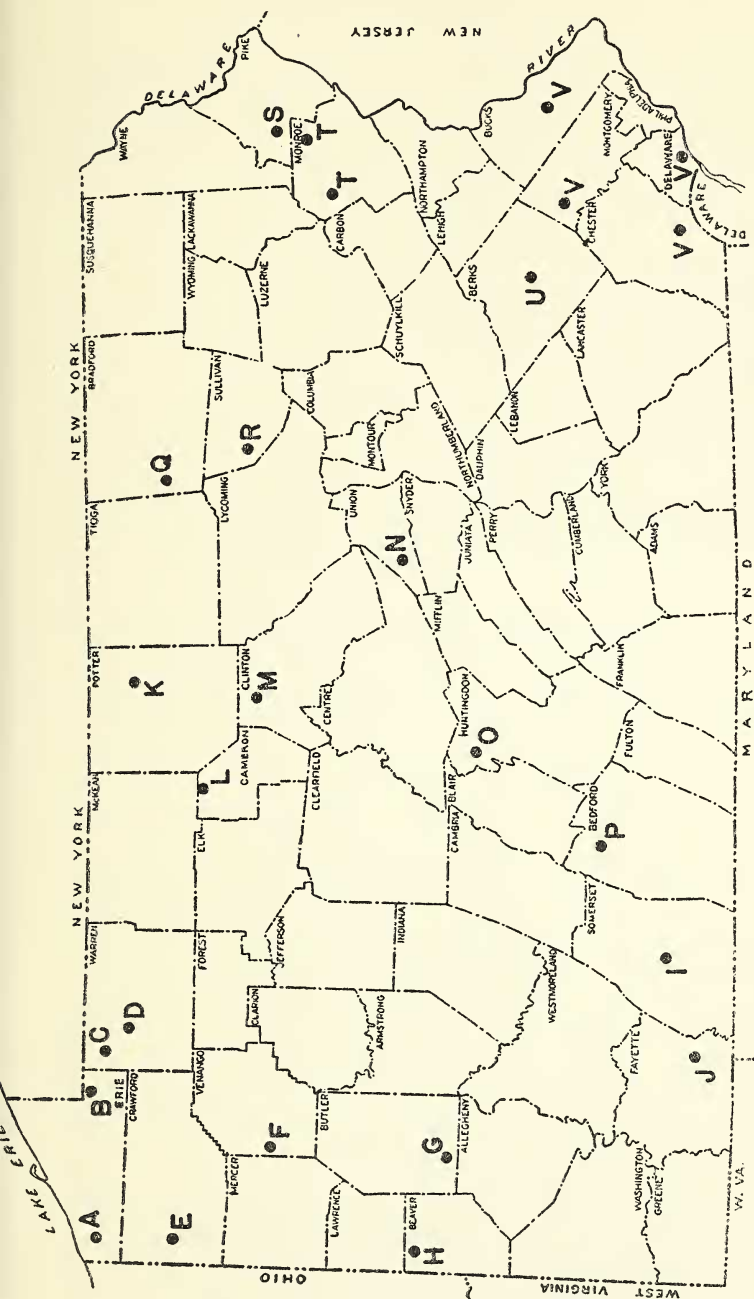 LAKE ERIE
NEW YORK
NEW YORK
DELAWARE
RIVER
NEW JERSEY
OHIO
WEST VIRGINIA
W. VA.
MARYLAND
DELAWARE
ERIE
CRAWFORD
WARREN
McKEAN
POTTER
TIOGA
BRADFORD
SUSQUEHANNA
WAYNE
PIKE
MERCER
VENANGO
FOREST
ELK
CAMERON
CLINTON
LYCOMING
SULLIVAN
WYOMING
LACKAWANNA
LUZERNE
MONROE
CARBON
LAWRENCE
BUTLER
CLARION
JEFFERSON
CLEARFIELD
CENTRE
UNION
MONTOUR
COLUMBIA
SCHUYLKILL
NORTHAMPTON
LEHIGH
BEAVER
ALLEGHENY
ARMSTRONG
INDIANA
CAMBRIA
BLAIR
HUNTINGDON
MIFFLIN
SNYDER
JUNIATA
PERRY
NORTHUMBERLAND
DAUPHIN
LEBANON
BERKS
BUCKS
MONTGOMERY
PHILADELPHIA
DELAWARE
CHESTER
LANCASTER
WASHINGTON
GREENE
FAYETTE
WESTMORELAND
SOMERSET
BEDFORD
FULTON
FRANKLIN
CUMBERLAND
ADAMS
YORK
A
B
C
D
E
F
G
H
I
J
K
L
M
N
O
P
Q
R
S
T
T
U
V
V
V
V